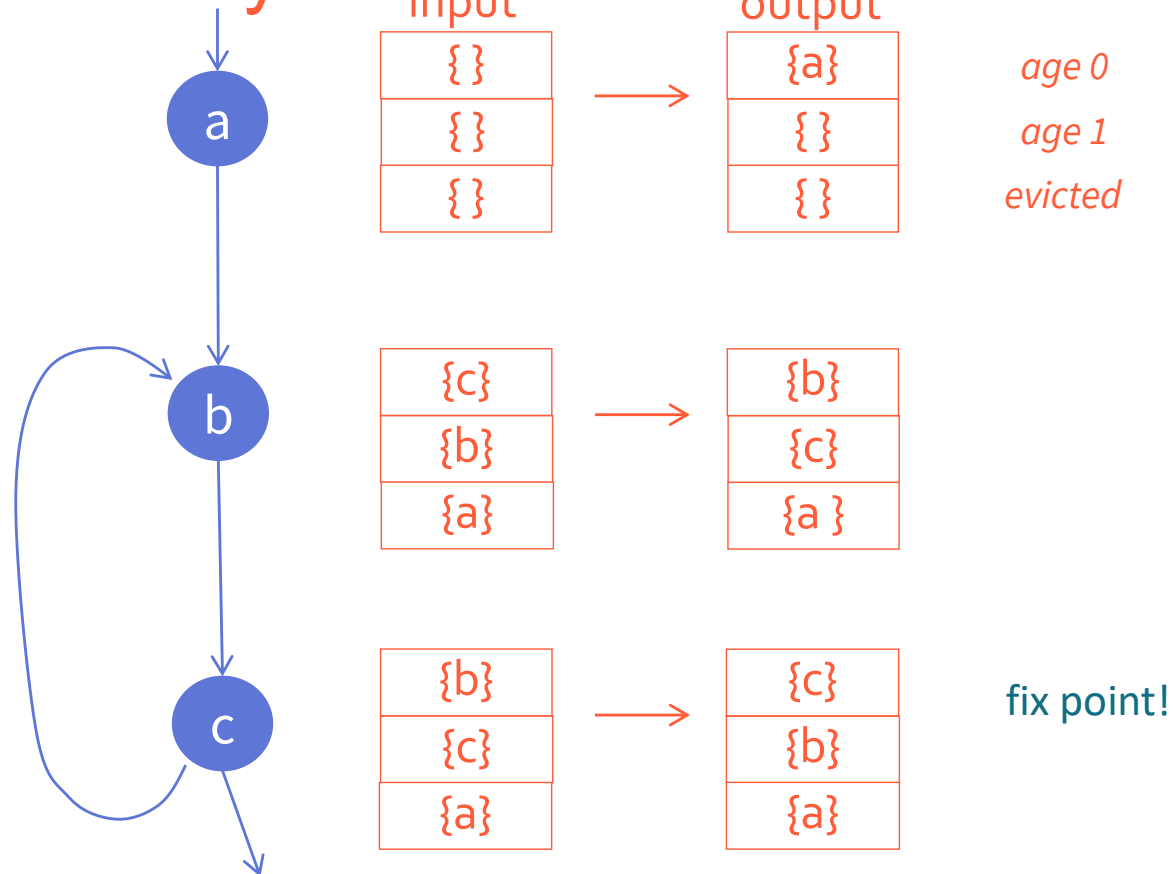 input output
{ } {a} age 0
a
{ } { } age 1
{ } { } evicted
{c} {b}
b
{b} {c}
{a} {a }
{b} {c}
c
fix point!
{c} {b}
{a} {a}